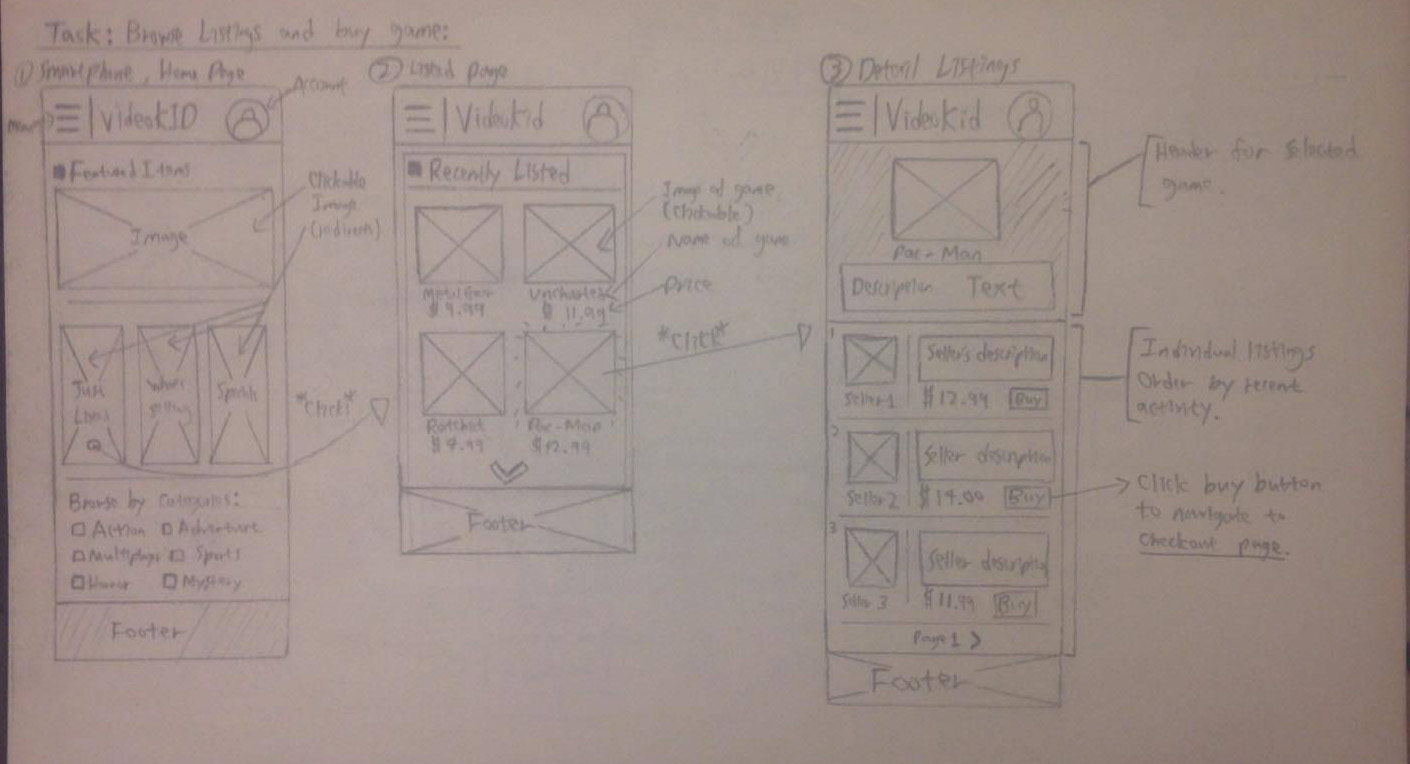 Task: Browse Listings and buy game:
① Smartphone, Home Page
Account
Menu
VideoKID
Featured Items
Clickable
Image
(redirect)
Image
Just
Listed
What's
selling
Specials
*Click*
Browse by Categories:
Action
Adventure
Multiplayer
Sports
Horror
Mystery
Footer
② Listed page
Videokid
Recently Listed
Image of game
(Clickable)
Name of game
Price
Metal Gear
$9.99
Uncharted
$11.99
Ratchet
Pac-Man
$12.99
*Click*
Footer
③ Detail Listings
Videokid
Header for selected
game.
Pac-Man
Description Text
1
Seller's description
Seller 1
$12.99
Buy
2
Seller description
Seller 2
$14.00
Buy
3
Seller description
Seller 3
$11.99
Buy
Page 1 >
Footer
Individual listings
Order by recent
activity.
Click buy button
to navigate to
checkout page.